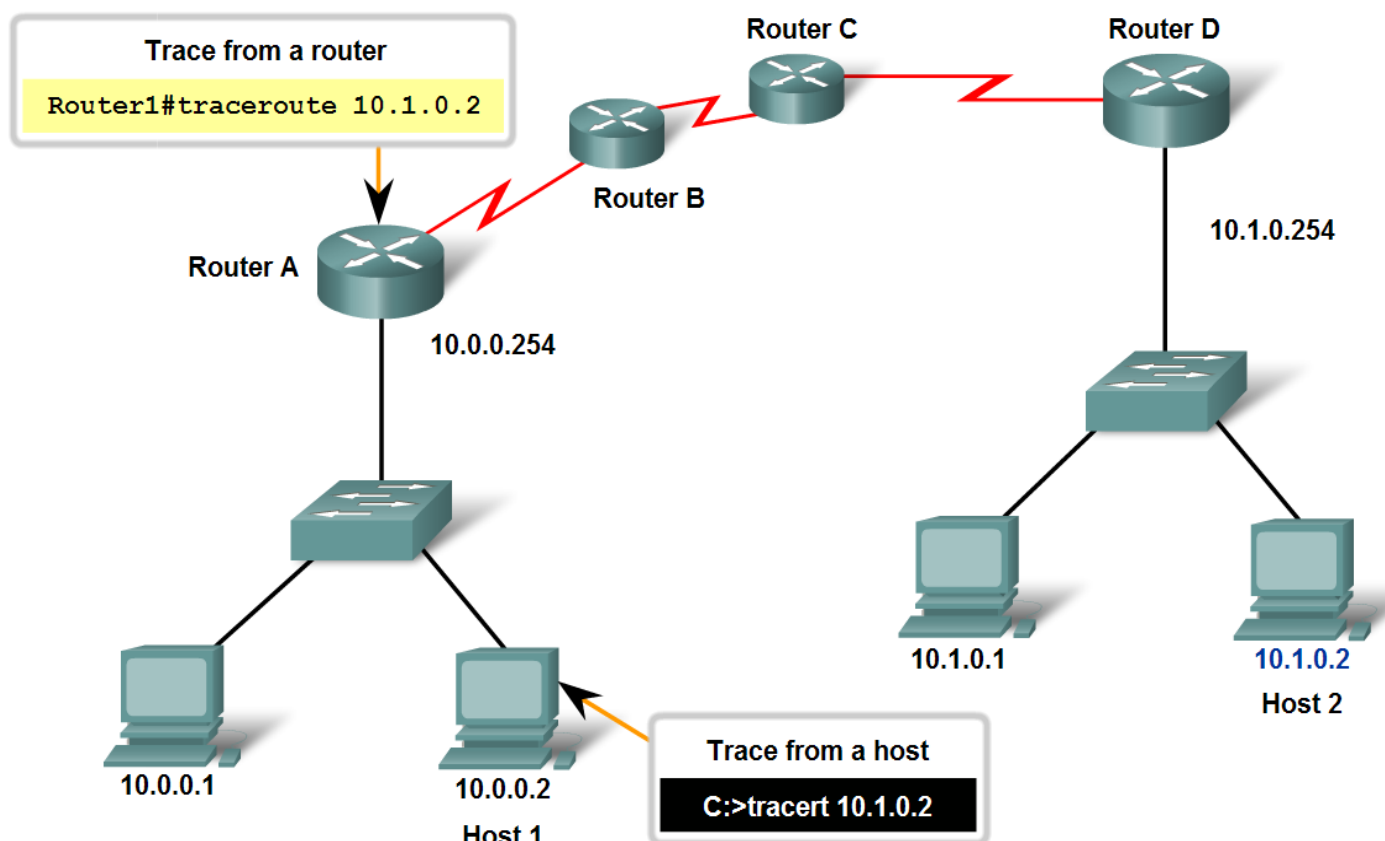 Trace from a router
Router1#traceroute 10.1.0.2
Router C
Router D
Router B
Router A
10.1.0.254
10.0.0.254
10.1.0.1
10.1.0.2
Host 2
10.0.0.1
10.0.0.2
Host 1
Trace from a host
C:>tracert 10.1.0.2